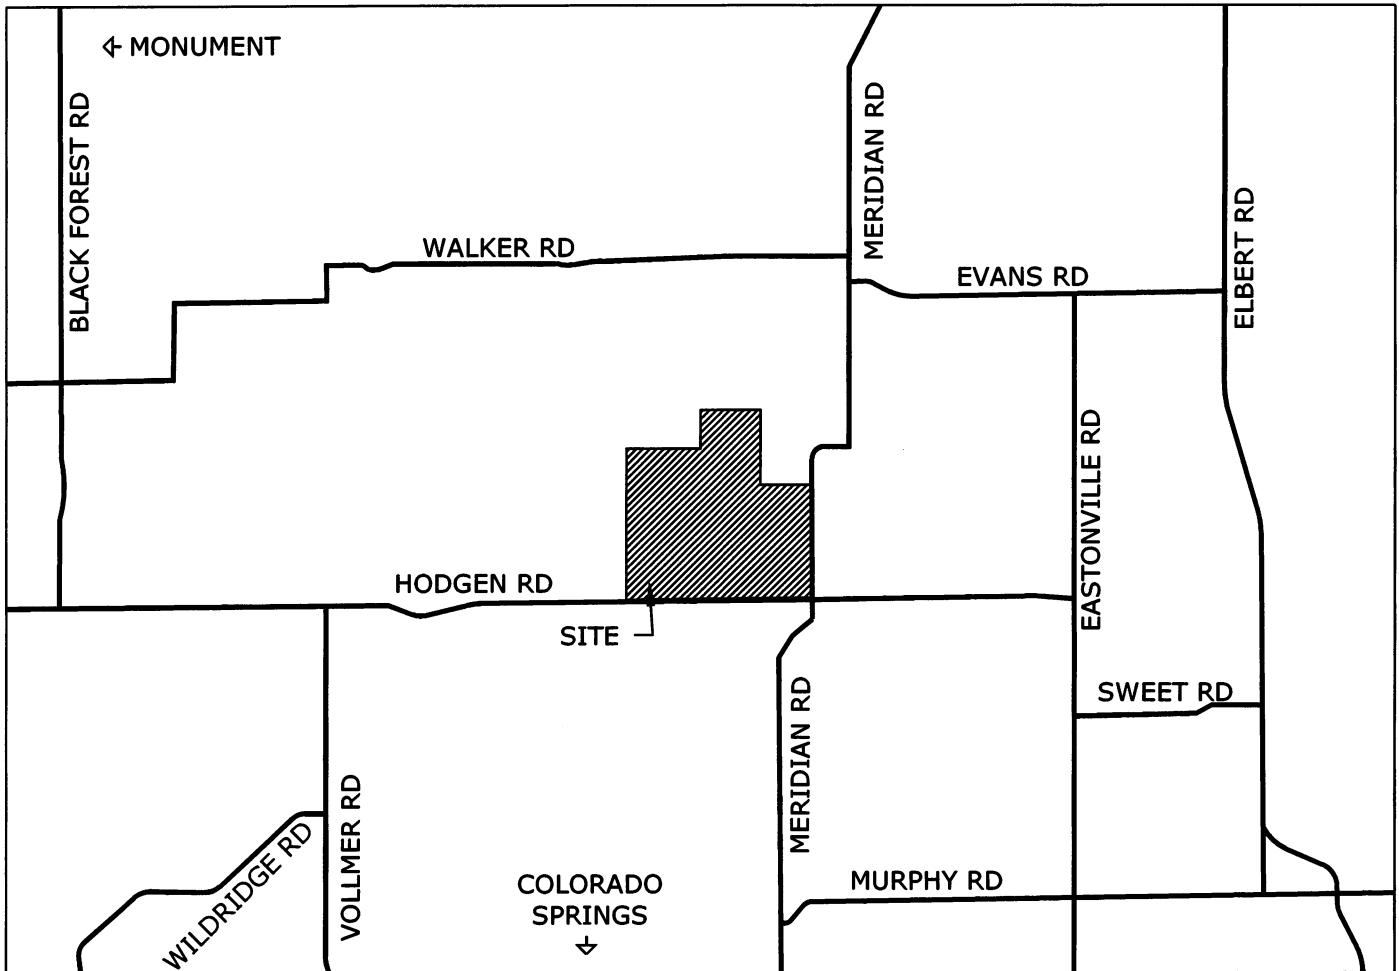 MONUMENT
BLACK FOREST RD
MERIDIAN RD
ELBERT RD
WALKER RD
EVANS RD
EASTONVILLE RD
HODGEN RD
SITE
SWEET RD
MERIDIAN RD
VOLLMER RD
WILDRIDGE RD
COLORADO
SPRINGS
MURPHY RD